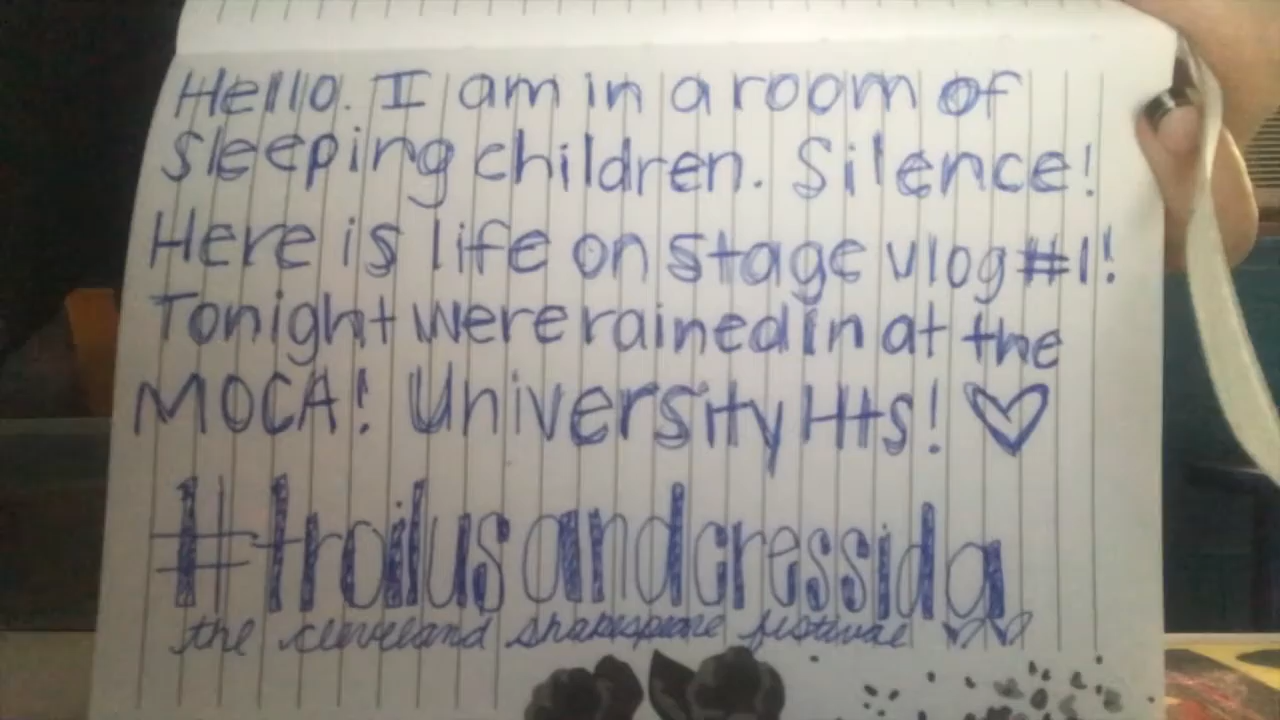 Hello. I am in a room of
sleeping children. Silence!
Here is life on stage vlog #1!
Tonight were rained in at the
MOCA! University Hts! ♡
#troilusandcressida
the cleveland shakespeare festival ♡♡